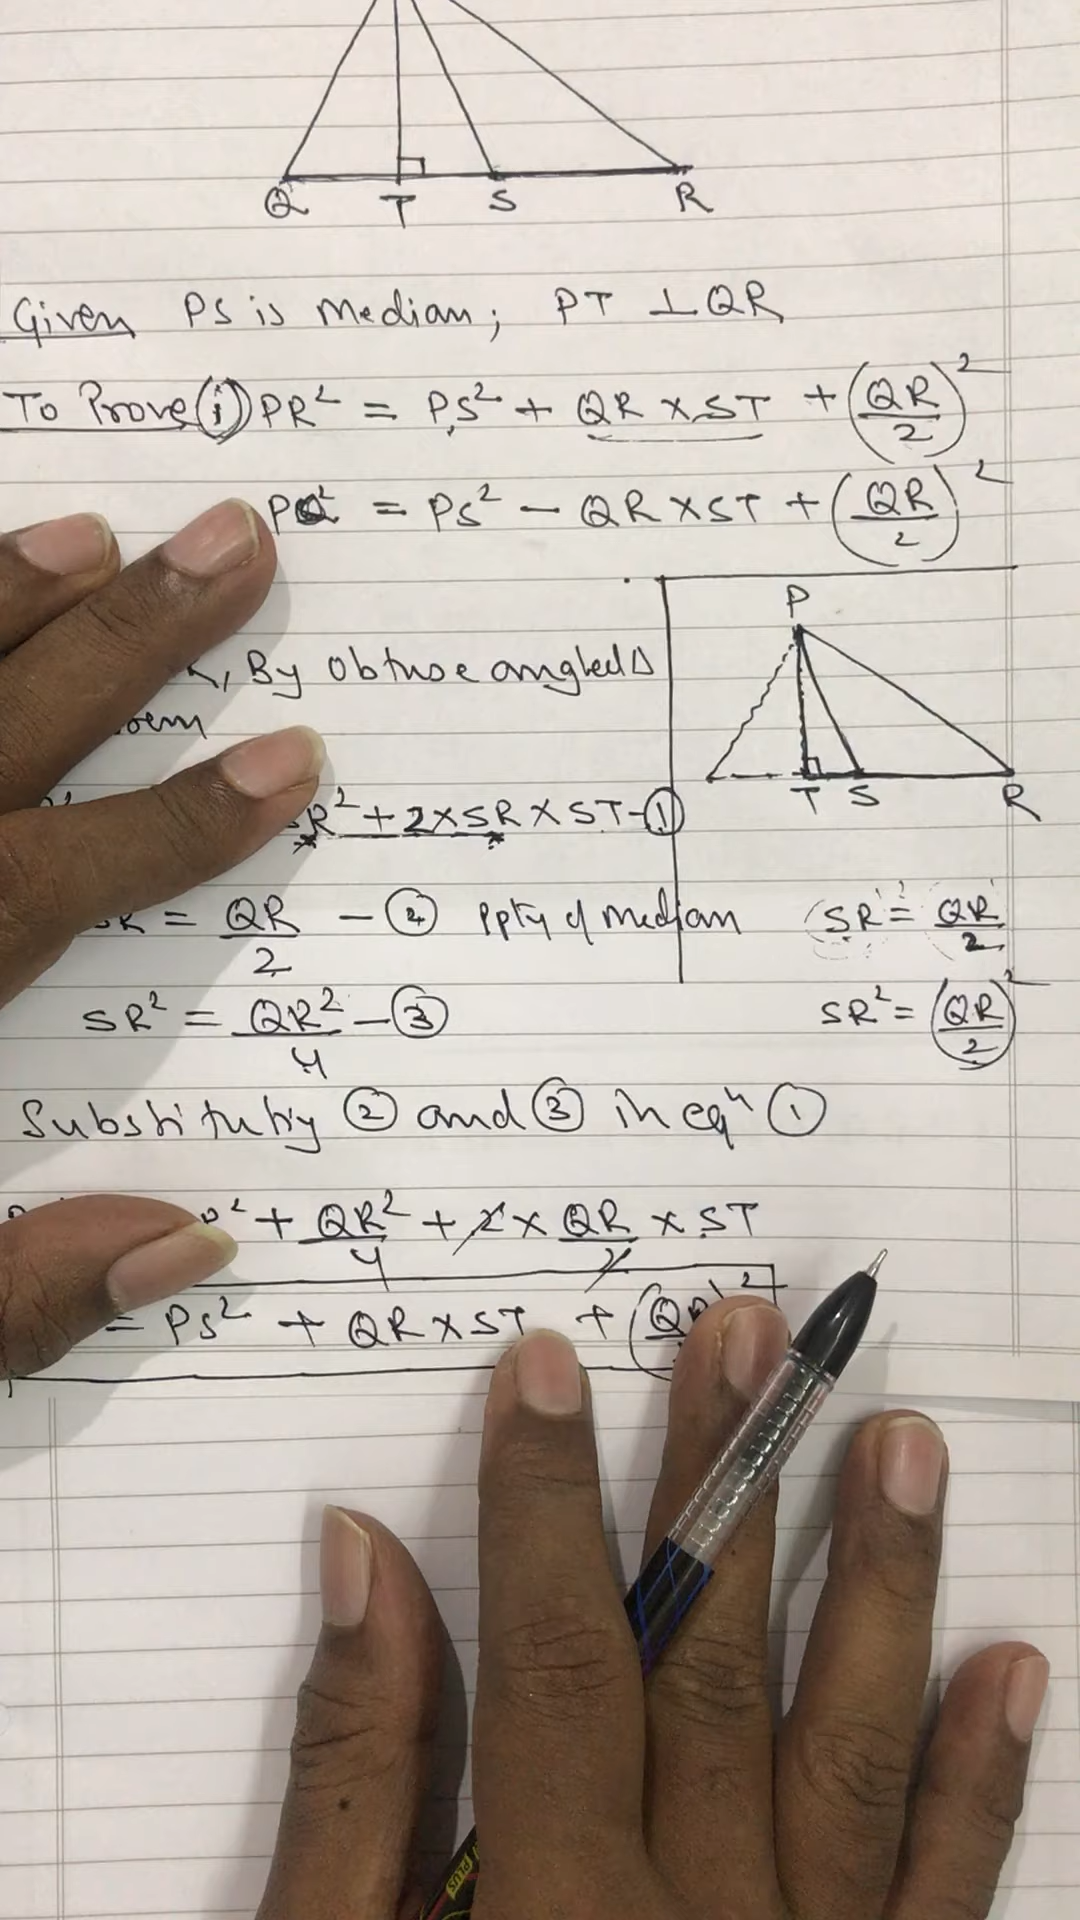 Q T S R
Given PS is median; PT ⊥ QR
To Prove (i) PR² = PS² + QR × ST + (QR/2)²
PQ² = PS² − QR × ST + (QR/2)²
P
, By obtuse angled Δ
T S R
R² + 2 × SR × ST - ①
= QR/2 - ② ppty of median
SR = QR/2
SR² = QR²/4 - ③
SR² = (QR/2)²
Substituting ② and ③ in eqⁿ ①
² + QR²/4 + 2 × QR/2 × ST
= PS² + QR × ST + (
PLUS